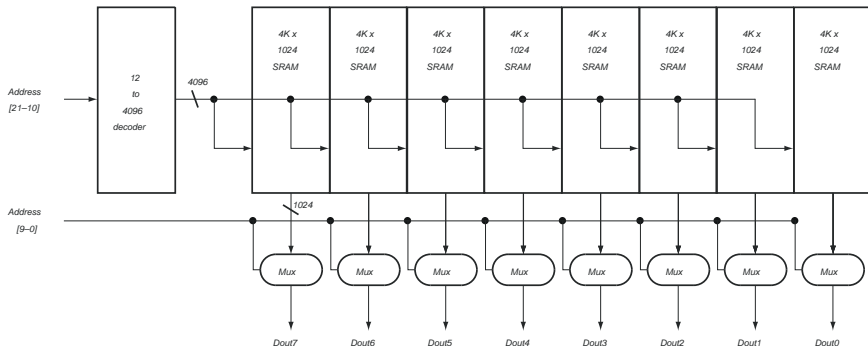 4K x 4K x 4K x 4K x 4K x 4K x 4K x 4K x
1024 1024 1024 1024 1024 1024 1024 1024
SRAM SRAM SRAM SRAM SRAM SRAM SRAM SRAM
12
to
4096
decoder
4096
Address
[21–10]
1024
Address
[9–0]
Mux Mux Mux Mux Mux Mux Mux Mux
Dout7 Dout6 Dout5 Dout4 Dout3 Dout2 Dout1 Dout0